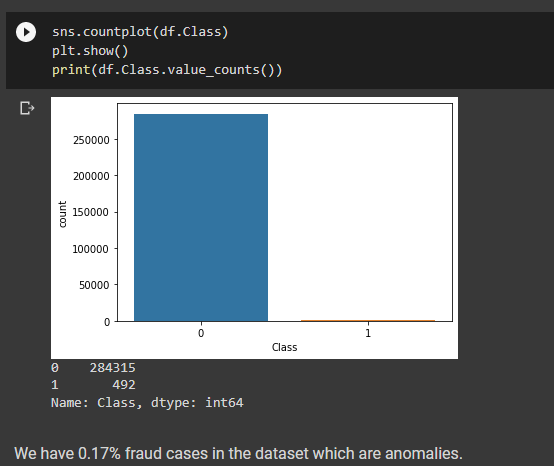 sns.countplot(df.Class)
plt.show()
print(df.Class.value_counts())
250000
200000
150000
100000
50000
0
count
0 1
Class
0    284315
1       492
Name: Class, dtype: int64
We have 0.17% fraud cases in the dataset which are anomalies.